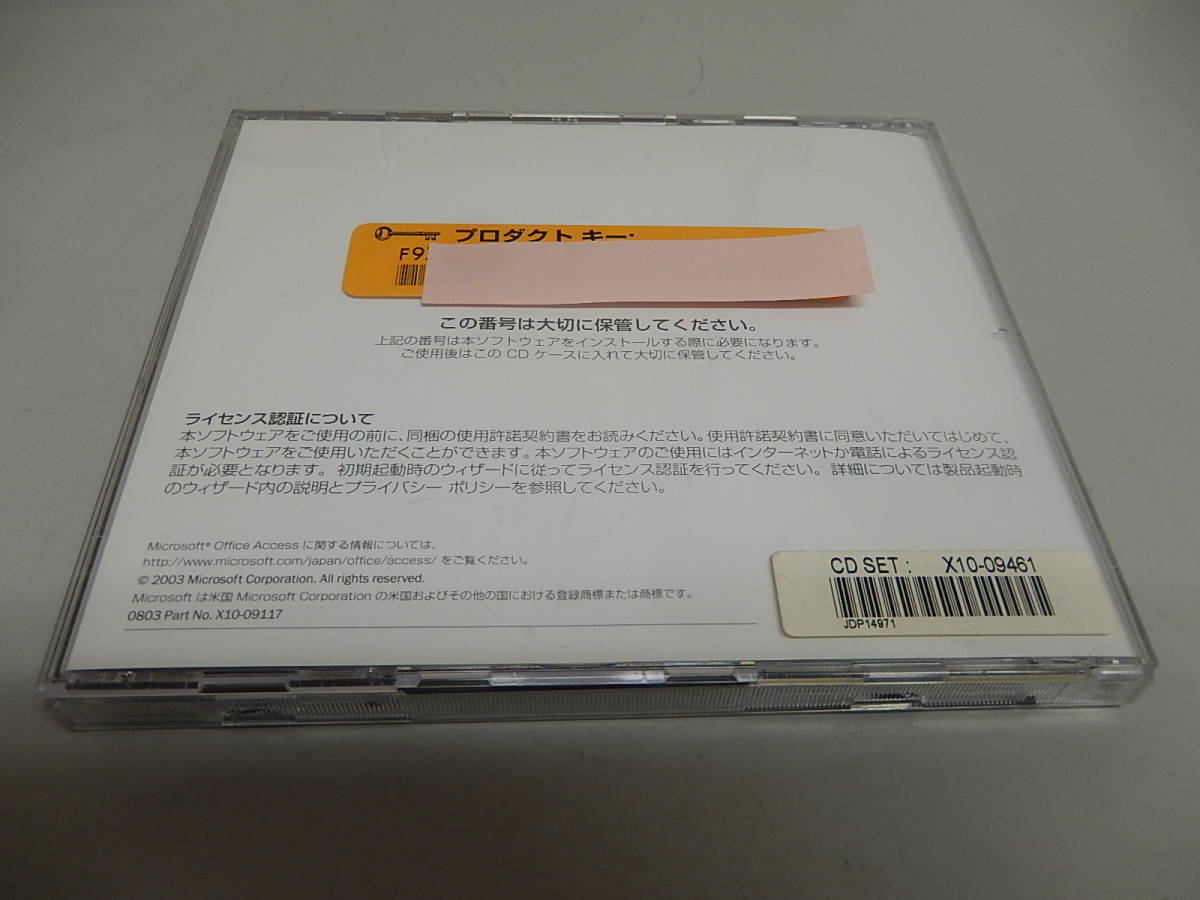 プロダクト キー:
F9
この番号は大切に保管してください。
上記の番号は本ソフトウェアをインストールする際に必要になります。
ご使用後はこの CD ケースに入れて大切に保管してください。
ライセンス認証について
本ソフトウェアをご使用の前に、同梱の使用許諾契約書をお読みください。使用許諾契約書に同意いただいてはじめて、
本ソフトウェアをご使用いただくことができます。本ソフトウェアのご使用にはインターネットか電話によるライセンス認
証が必要となります。 初期起動時のウィザードに従ってライセンス認証を行ってください。 詳細については製品起動時
のウィザード内の説明とプライバシー ポリシーを参照してください。
Microsoft® Office Access に関する情報については、
http://www.microsoft.com/japan/office/access/ をご覧ください。
© 2003 Microsoft Corporation. All rights reserved.
Microsoft は米国 Microsoft Corporation の米国およびその他の国における登録商標または商標です。
0803 Part No. X10-09117
CD SET : X10-09461
JDP14971